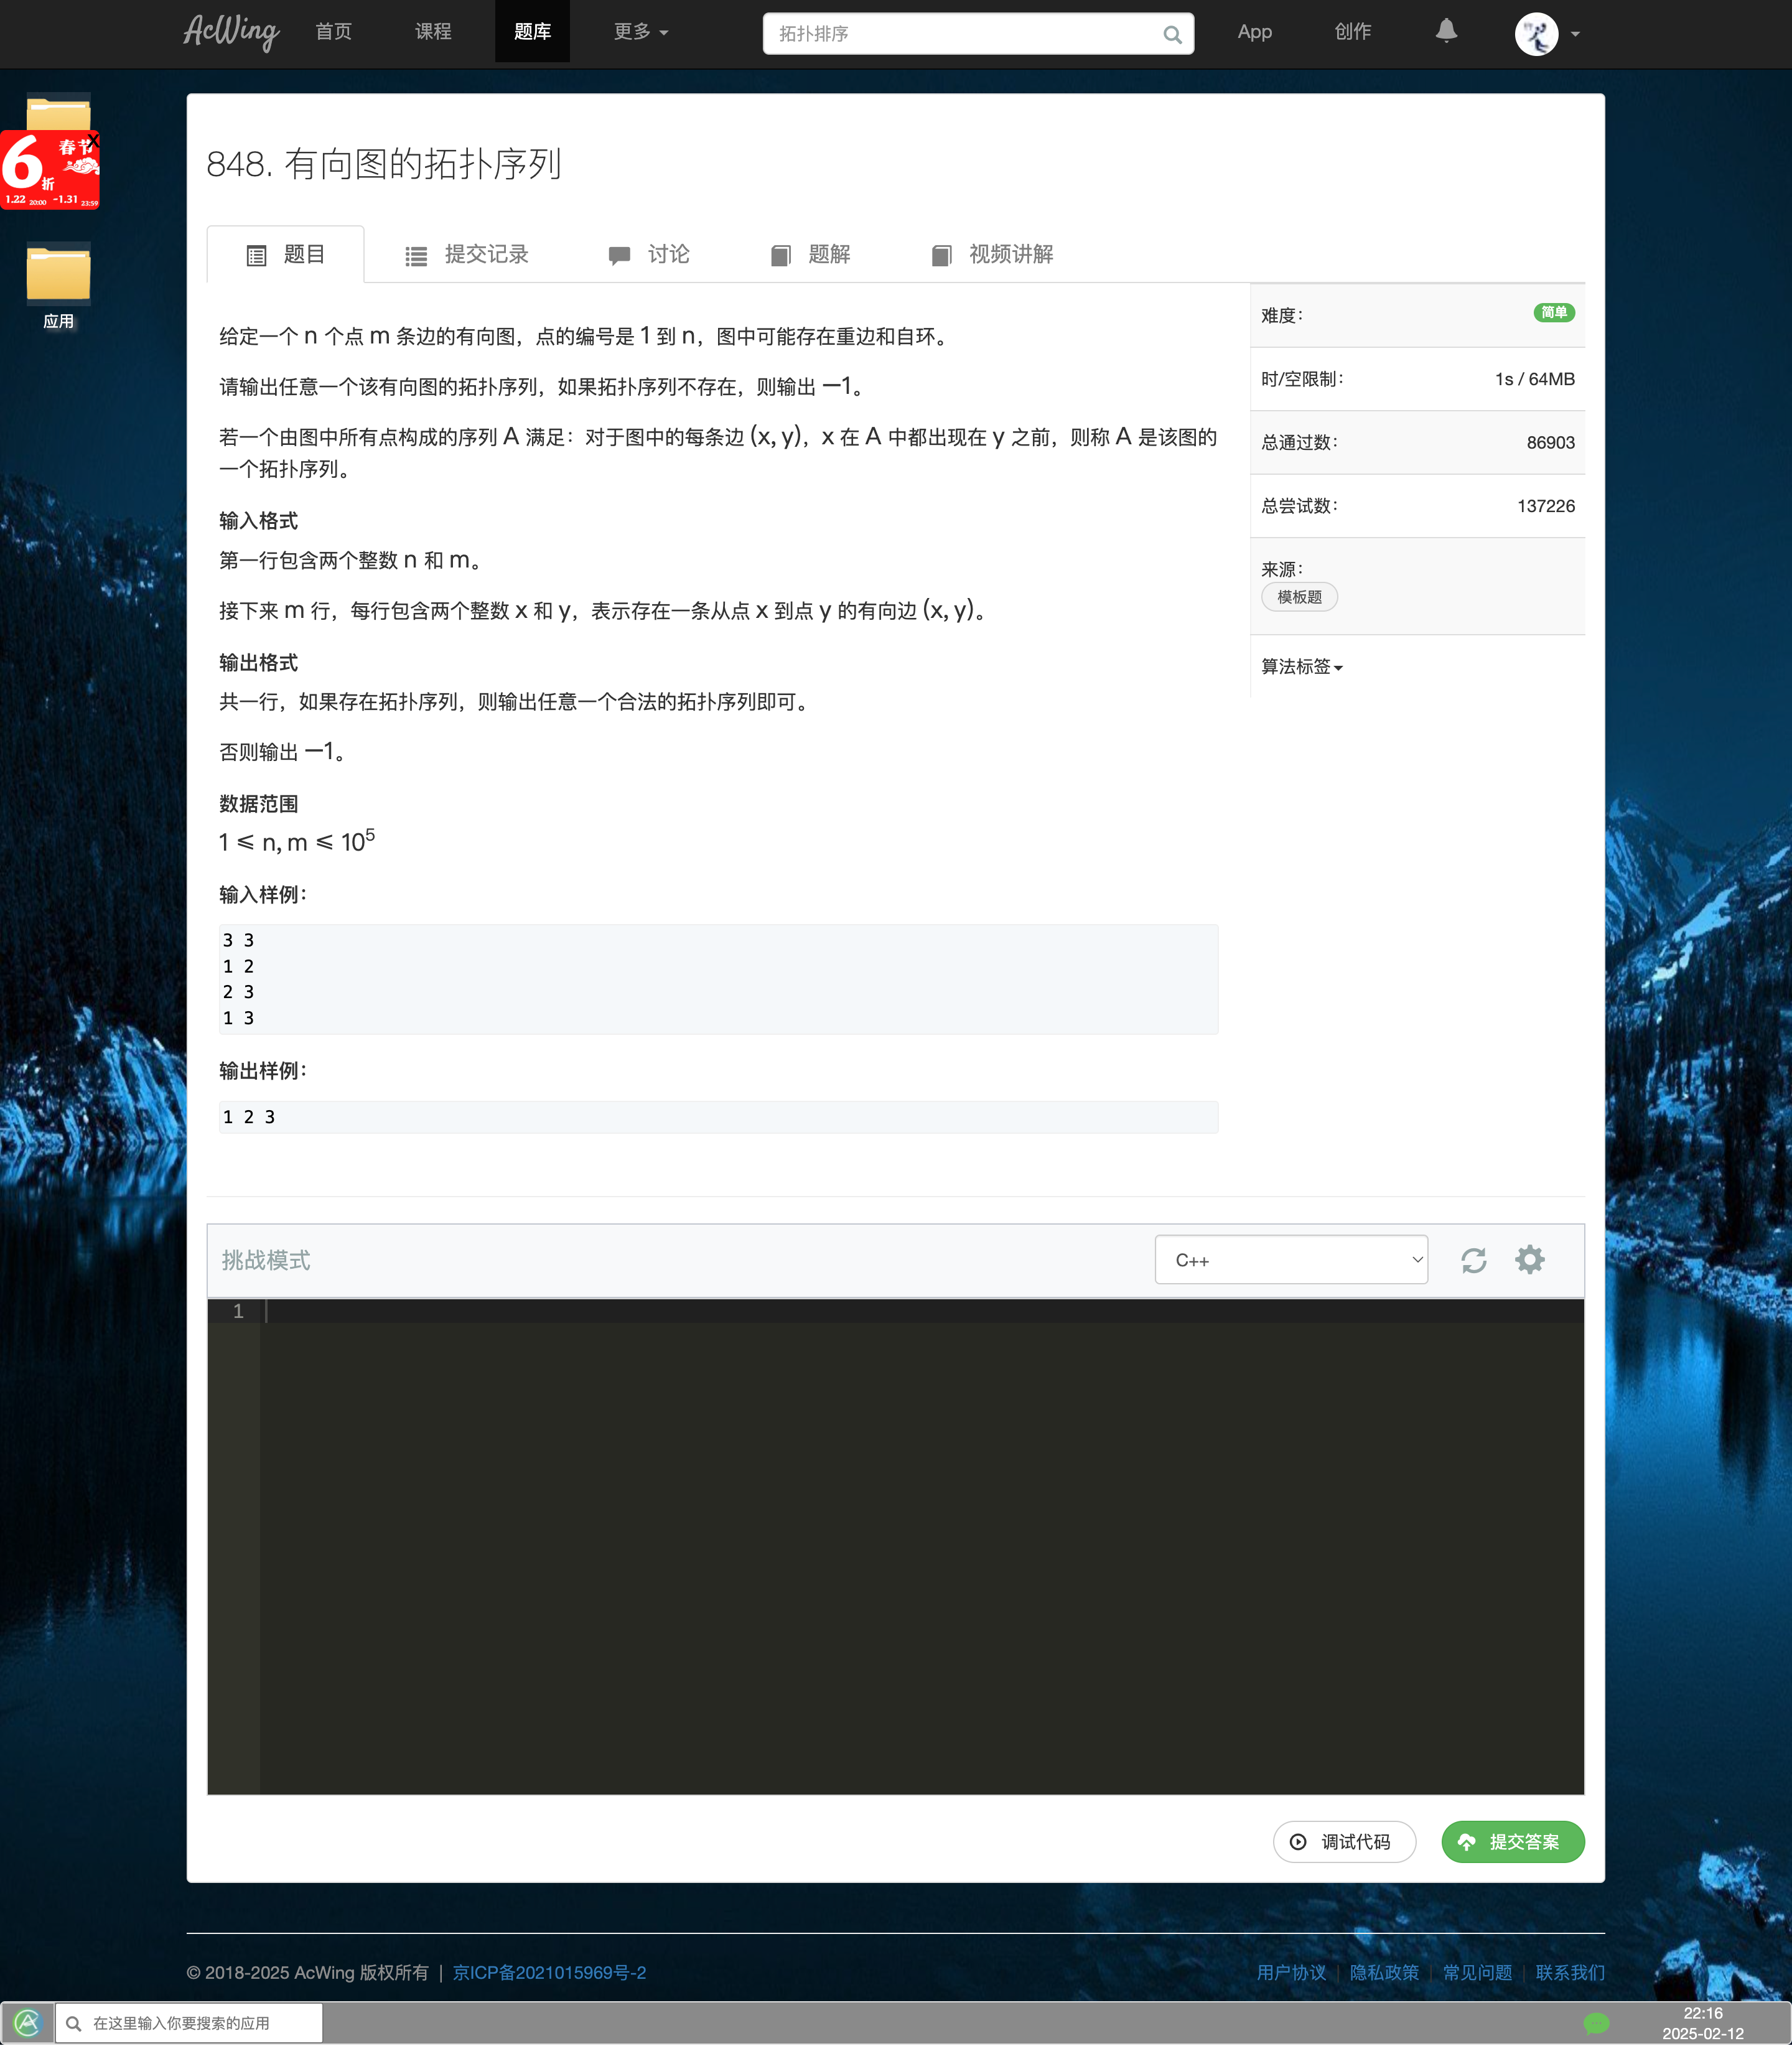 AcWing 首页 课程 题库 更多 拓扑排序 App 创作
春节
6折
1.22 20:00 -1.31 23:59
X
应用
848. 有向图的拓扑序列
题目 提交记录 讨论 题解 视频讲解
给定一个 n 个点 m 条边的有向图，点的编号是 1 到 n，图中可能存在重边和自环。
请输出任意一个该有向图的拓扑序列，如果拓扑序列不存在，则输出 −1。
若一个由图中所有点构成的序列 A 满足：对于图中的每条边 (x, y)，x 在 A 中都出现在 y 之前，则称 A 是该图的
一个拓扑序列。
输入格式
第一行包含两个整数 n 和 m。
接下来 m 行，每行包含两个整数 x 和 y，表示存在一条从点 x 到点 y 的有向边 (x, y)。
输出格式
共一行，如果存在拓扑序列，则输出任意一个合法的拓扑序列即可。
否则输出 −1。
数据范围
1 ⩽ n, m ⩽ 10⁵
输入样例：
3 3
1 2
2 3
1 3
输出样例：
1 2 3
难度： 简单
时/空限制： 1s / 64MB
总通过数： 86903
总尝试数： 137226
来源：
模板题
算法标签
挑战模式 C++
1
调试代码 提交答案
© 2018-2025 AcWing 版权所有 | 京ICP备2021015969号-2
用户协议 | 隐私政策 | 常见问题 | 联系我们
在这里输入你要搜索的应用
22:16
2025-02-12